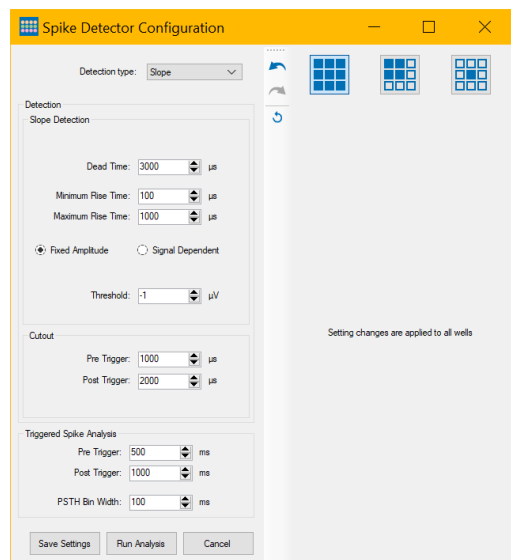 Spike Detector Configuration
Detection type: Slope
Detection
Slope Detection
Dead Time: 3000 µs
Minimum Rise Time: 100 µs
Maximum Rise Time: 1000 µs
Fixed Amplitude Signal Dependent
Threshold: -1 µV
Cutout
Pre Trigger: 1000 µs
Post Trigger: 2000 µs
Triggered Spike Analysis
Pre Trigger: 500 ms
Post Trigger: 1000 ms
PSTH Bin Width: 100 ms
Save Settings Run Analysis Cancel
Setting changes are applied to all wells